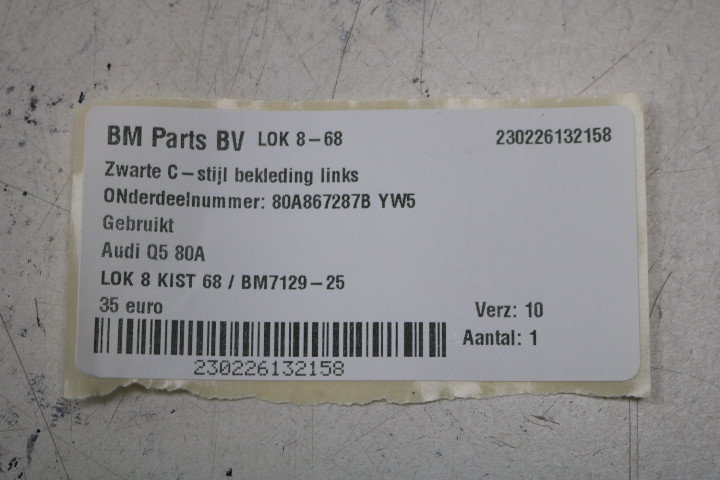 BM Parts BV LOK 8-68 230226132158
Zwarte C-stijl bekleding links
ONderdeelnummer: 80A867287B YW5
Gebruikt
Audi Q5 80A
LOK 8 KIST 68 / BM7129-25
35 euro Verz: 10
Aantal: 1
230226132158